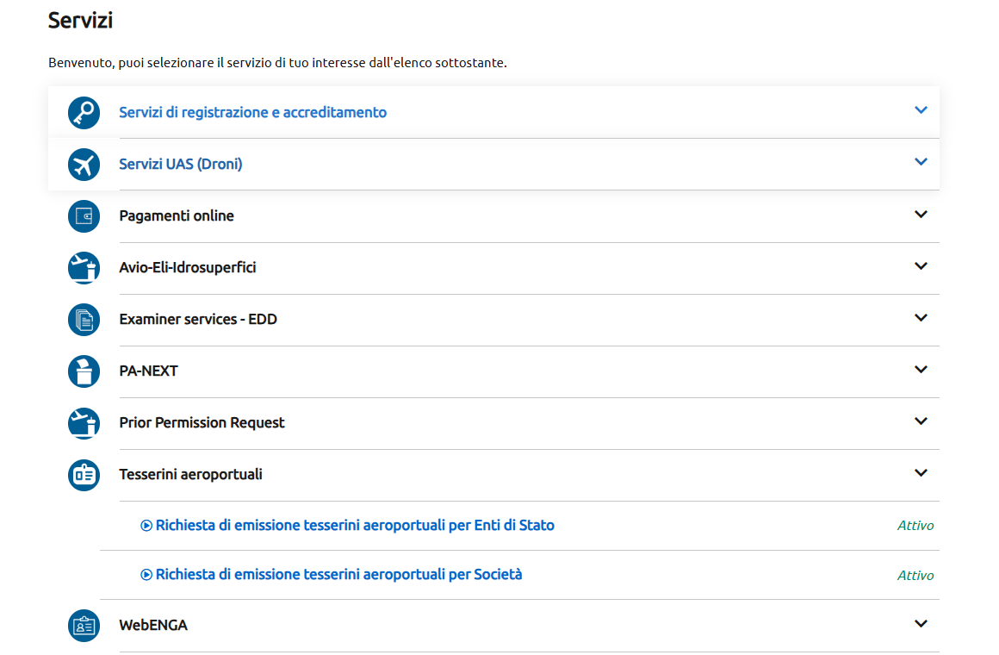 Servizi
Benvenuto, puoi selezionare il servizio di tuo interesse dall'elenco sottostante.
Servizi di registrazione e accreditamento
Servizi UAS (Droni)
Pagamenti online
Avio-Eli-Idrosuperfici
Examiner services - EDD
PA-NEXT
Prior Permission Request
Tesserini aeroportuali
Richiesta di emissione tesserini aeroportuali per Enti di Stato Attivo
Richiesta di emissione tesserini aeroportuali per Società Attivo
WebENGA